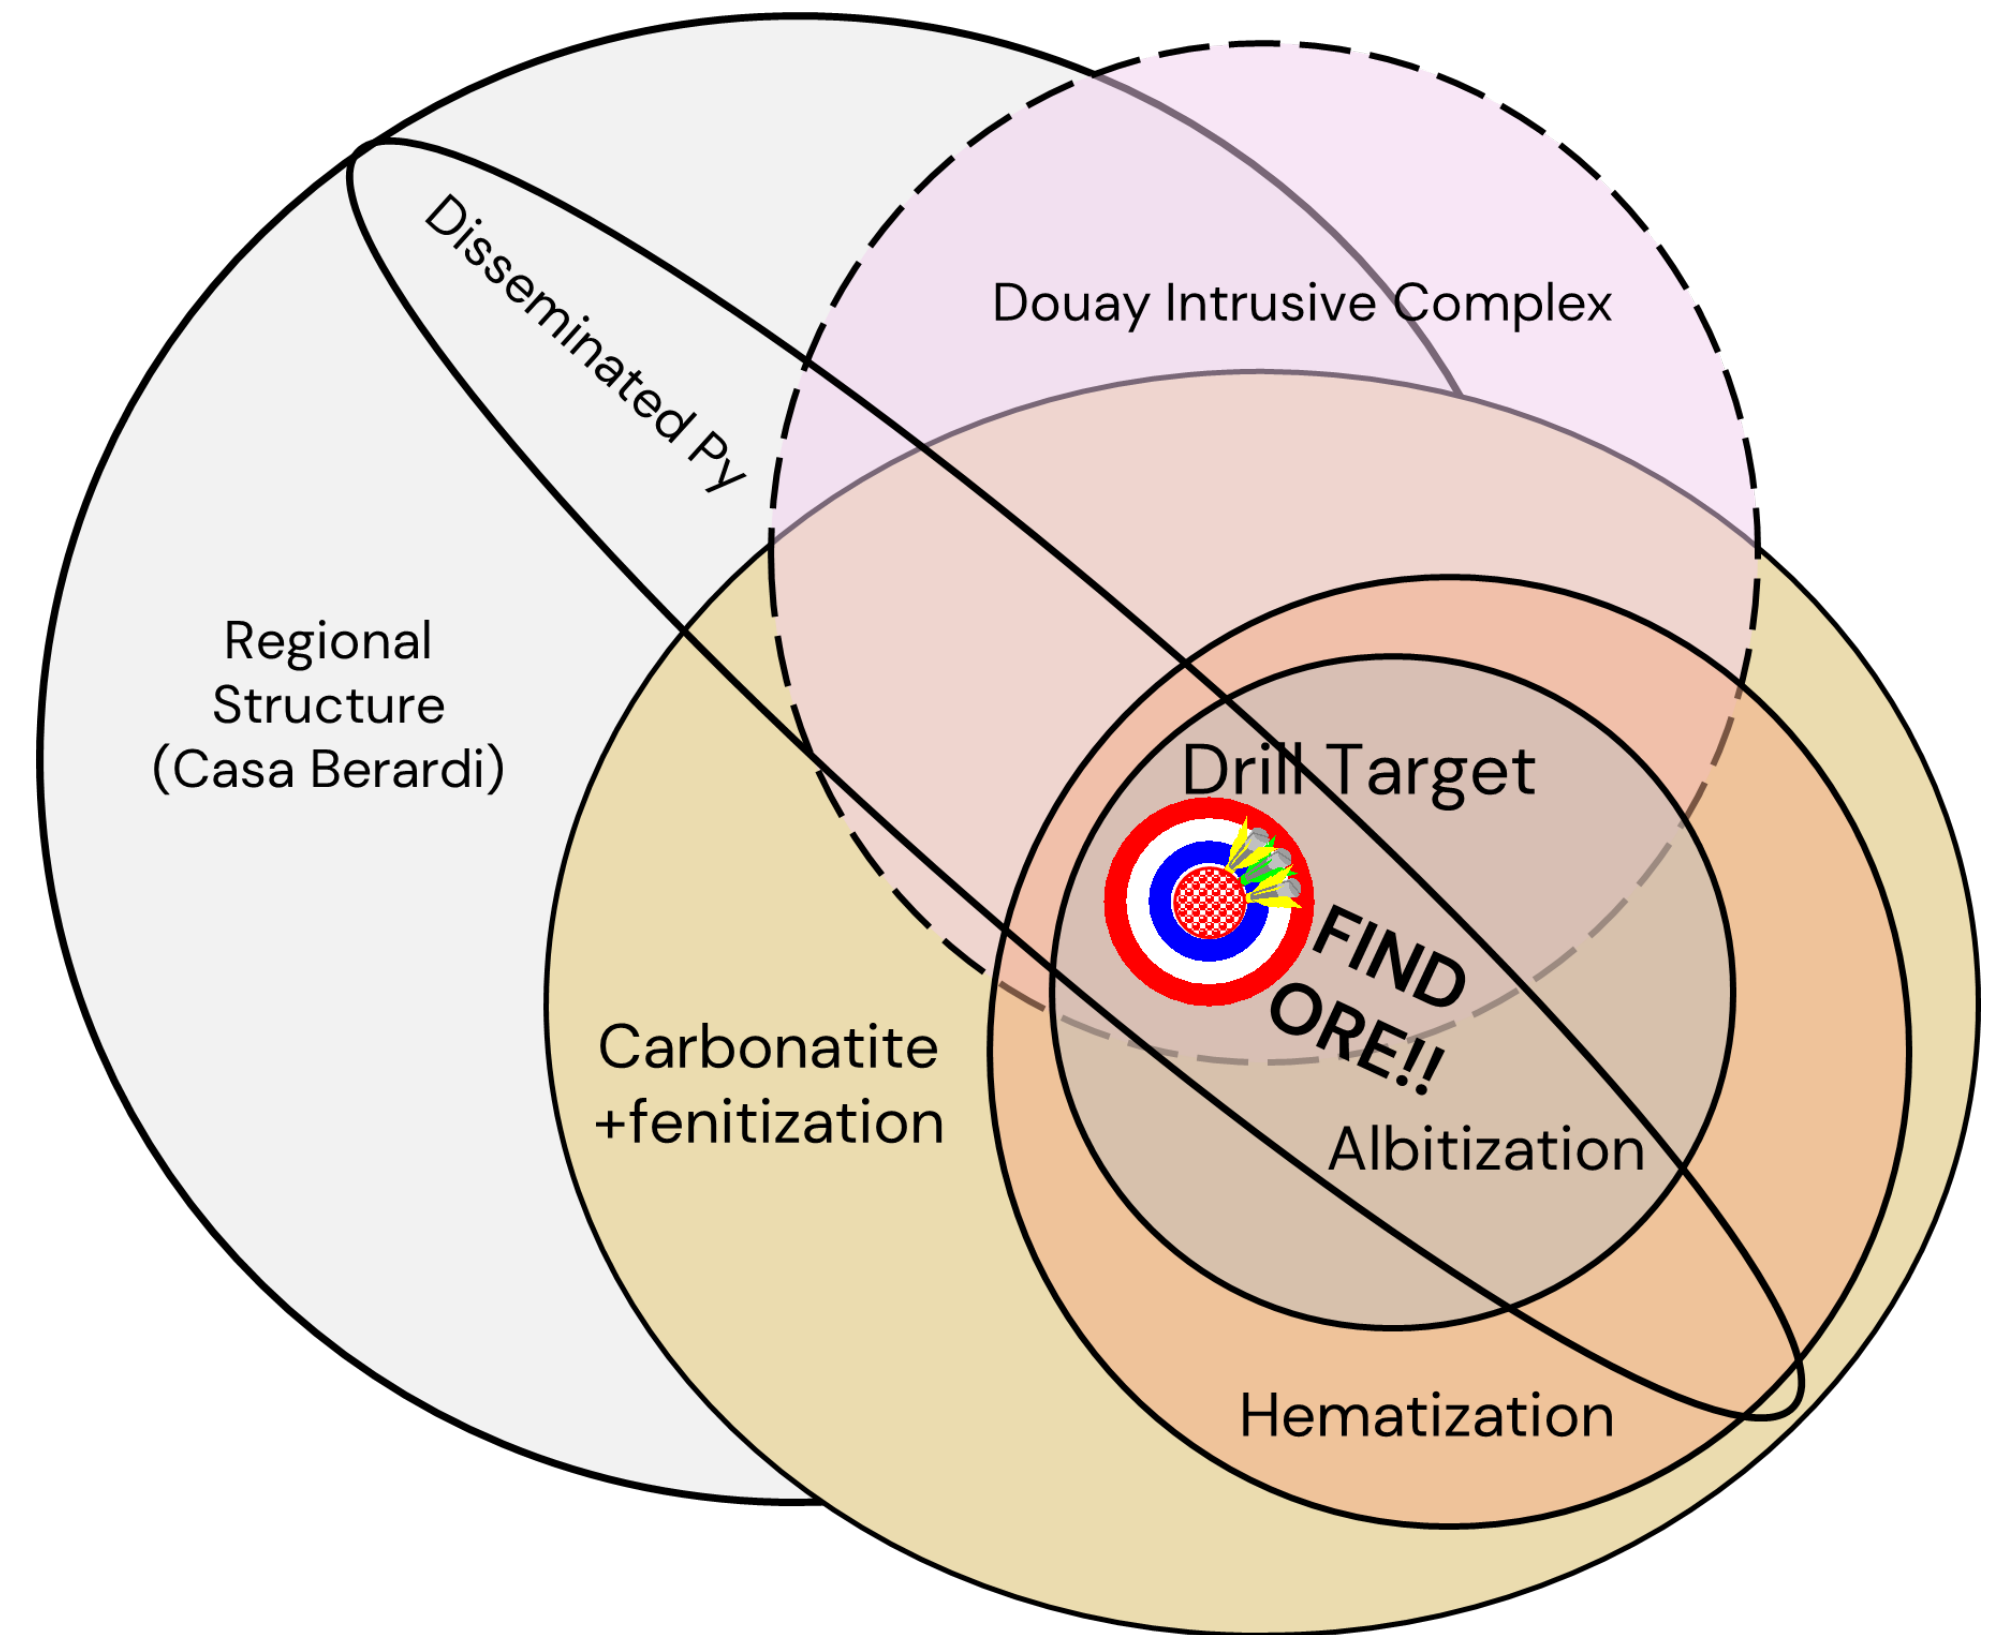 Disseminated Py
Douay Intrusive Complex
Regional
Structure
(Casa Berardi)
Drill Target
FIND
ORE!!
Carbonatite
+fenitization
Albitization
Hematization